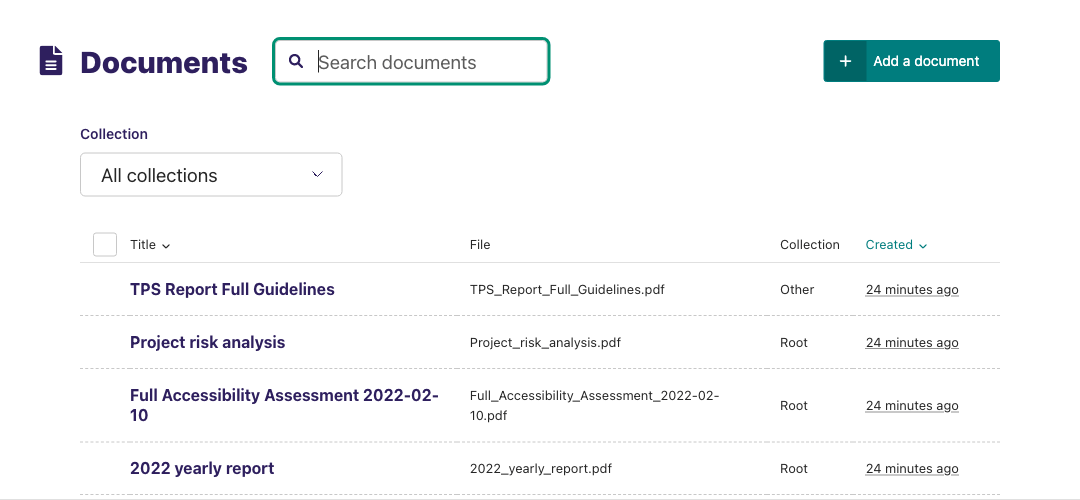 Documents
Search documents
+ Add a document
Collection
All collections
Title File Collection Created
TPS Report Full Guidelines TPS_Report_Full_Guidelines.pdf Other 24 minutes ago
Project risk analysis Project_risk_analysis.pdf Root 24 minutes ago
Full Accessibility Assessment 2022-02- Full_Accessibility_Assessment_2022-02- Root 24 minutes ago
10 10.pdf
2022 yearly report 2022_yearly_report.pdf Root 24 minutes ago